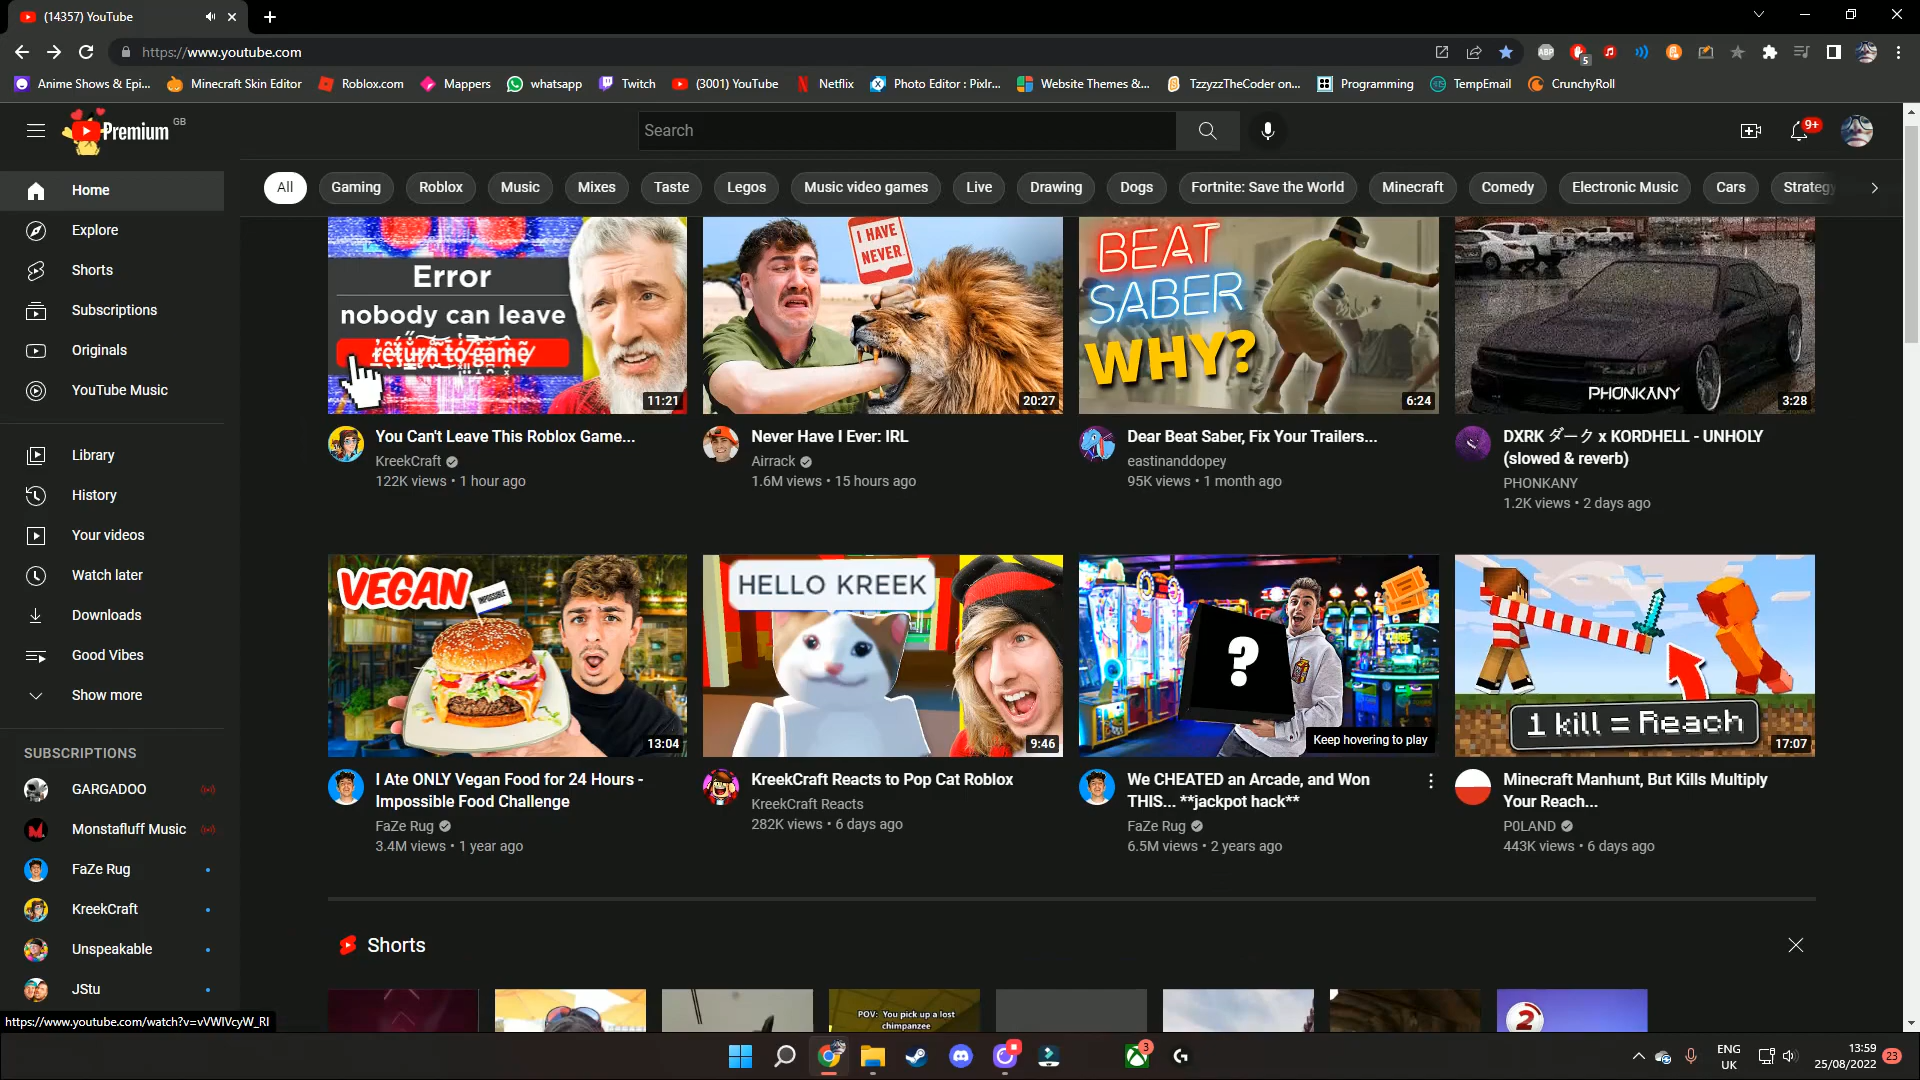 (14357) YouTube
https://www.youtube.com
ABP
5
Anime Shows & Epi...
Minecraft Skin Editor
Roblox.com
Mappers
whatsapp
Twitch
(3001) YouTube
Netflix
Photo Editor : Pixlr...
Website Themes &...
TzzyzzTheCoder on...
Programming
TempEmail
CrunchyRoll
Premium GB
Search
9+
All
Gaming
Roblox
Music
Mixes
Taste
Legos
Music video games
Live
Drawing
Dogs
Fortnite: Save the World
Minecraft
Comedy
Electronic Music
Cars
Strategy
Home
Explore
Shorts
Subscriptions
Originals
YouTube Music
Library
History
Your videos
Watch later
Downloads
Good Vibes
Show more
SUBSCRIPTIONS
GARGADOO
Monstafluff Music
FaZe Rug
KreekCraft
Unspeakable
JStu
Error
nobody can leave
return to game
11:21
You Can't Leave This Roblox Game...
KreekCraft
122K views • 1 hour ago
I HAVE
NEVER.
20:27
Never Have I Ever: IRL
Airrack
1.6M views • 15 hours ago
BEAT
SABER
WHY?
6:24
Dear Beat Saber, Fix Your Trailers...
eastinanddopey
95K views • 1 month ago
PHONKANY
3:28
DXRK ダーク x KORDHELL - UNHOLY
(slowed & reverb)
PHONKANY
1.2K views • 2 days ago
VEGAN
IMPOSSIBLE
13:04
I Ate ONLY Vegan Food for 24 Hours -
Impossible Food Challenge
FaZe Rug
3.4M views • 1 year ago
HELLO KREEK
9:46
KreekCraft Reacts to Pop Cat Roblox
KreekCraft Reacts
282K views • 6 days ago
?
Keep hovering to play
We CHEATED an Arcade, and Won
THIS... **jackpot hack**
FaZe Rug
6.5M views • 2 years ago
1 kill = Reach
17:07
Minecraft Manhunt, But Kills Multiply
Your Reach...
P0LAND
443K views • 6 days ago
Shorts
POV: You pick up a lost
chimpanzee
2
https://www.youtube.com/watch?v=vVWIVcyW_RI
3
ENG
UK
13:59
25/08/2022
23